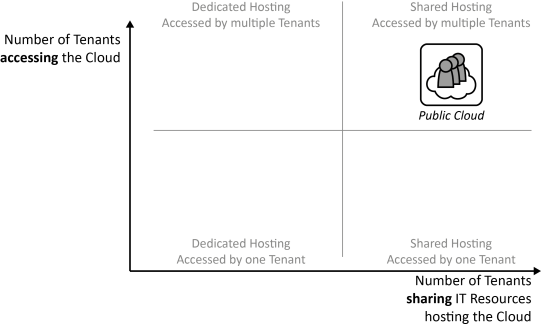 Dedicated Hosting
Accessed by multiple Tenants
Shared Hosting
Accessed by multiple Tenants
Number of Tenants
accessing the Cloud
Public Cloud
Dedicated Hosting
Accessed by one Tenant
Shared Hosting
Accessed by one Tenant
Number of Tenants
sharing IT Resources
hosting the Cloud